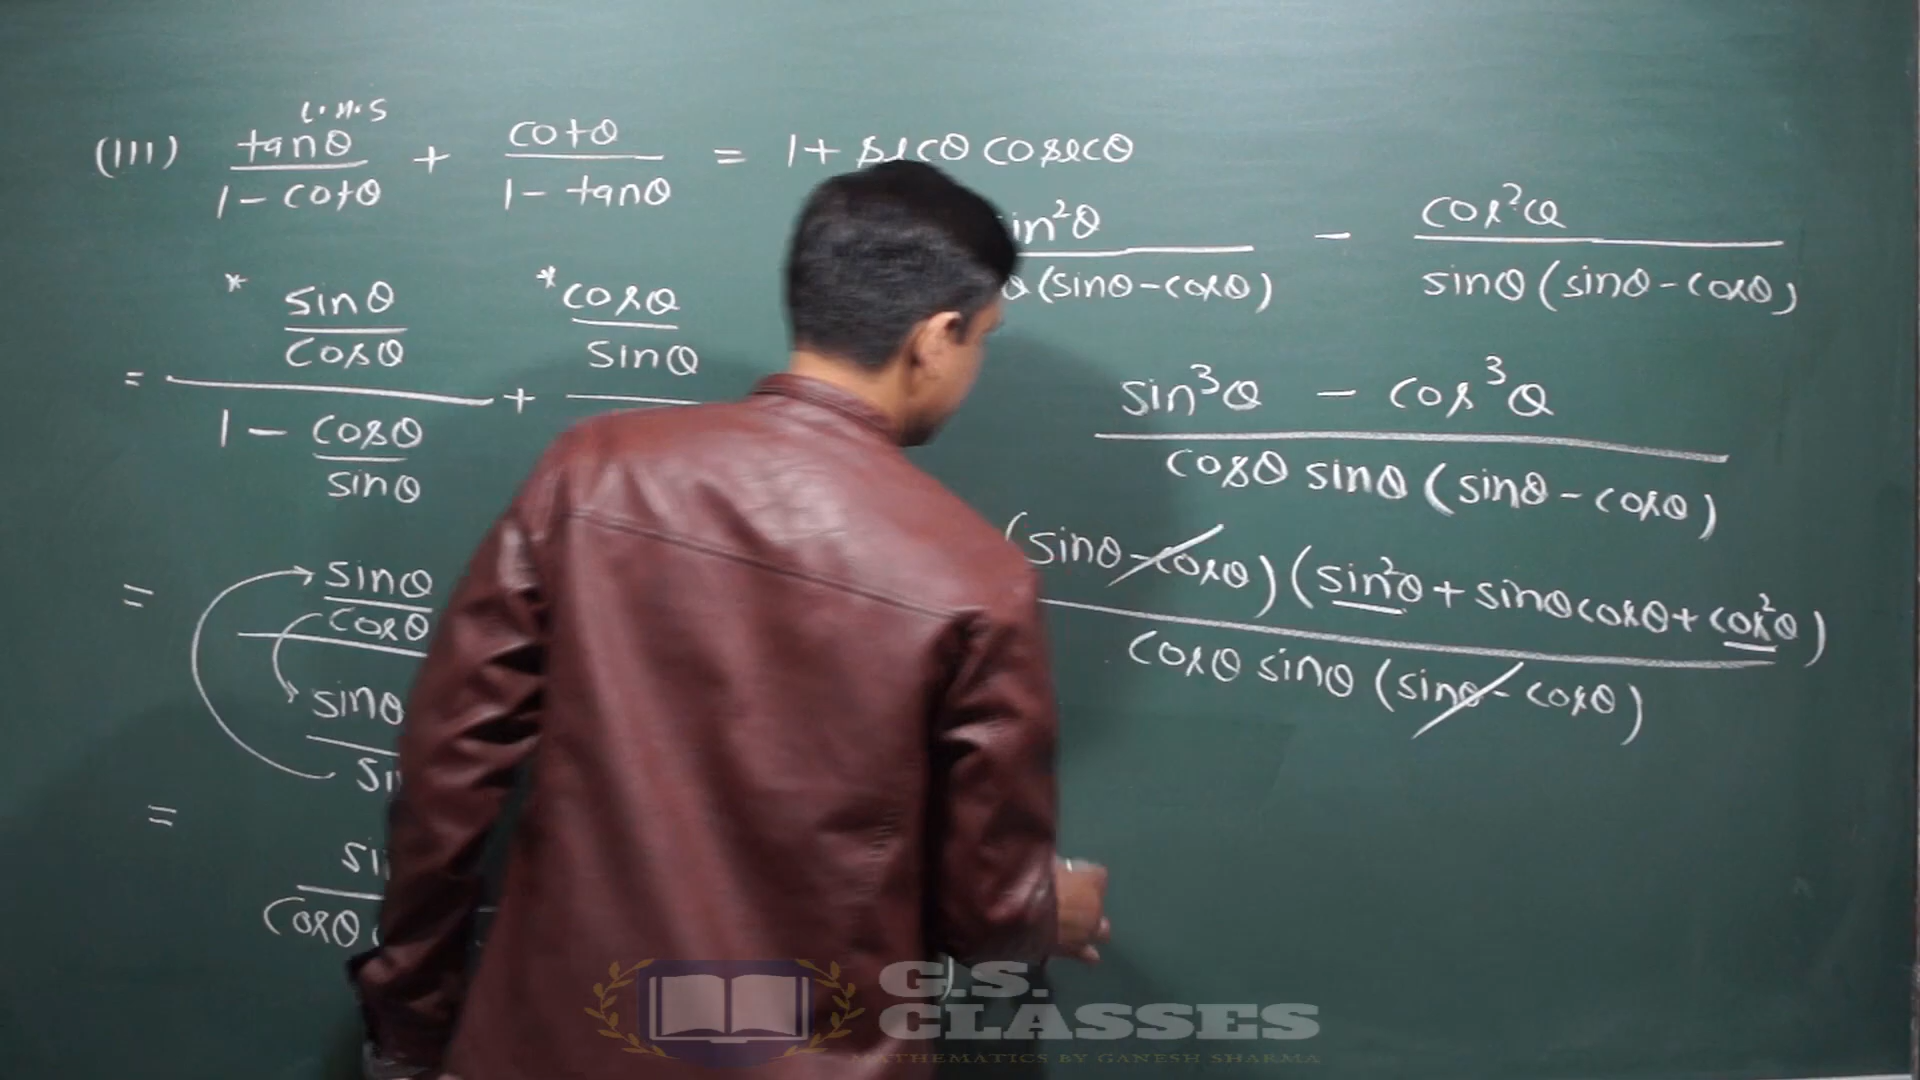 L.H.S
(III) tanθ/1-cotθ + cotθ/1-tanθ = 1+ secθ cosecθ
* sinθ * cosθ
cosθ sinθ
= +
1 - cosθ
sinθ
= sinθ
cosθ
sinθ
=
cosθ
in²θ - cos²θ
θ(sinθ-cosθ) sinθ(sinθ-cosθ)
sin³θ - cos³θ
cosθ sinθ (sinθ-cosθ)
(sinθ-cosθ)(sin²θ+sinθcosθ+cos²θ)
cosθ sinθ (sinθ-cosθ)
G.S.
CLASSES
MATHEMATICS BY GANESH SHARMA